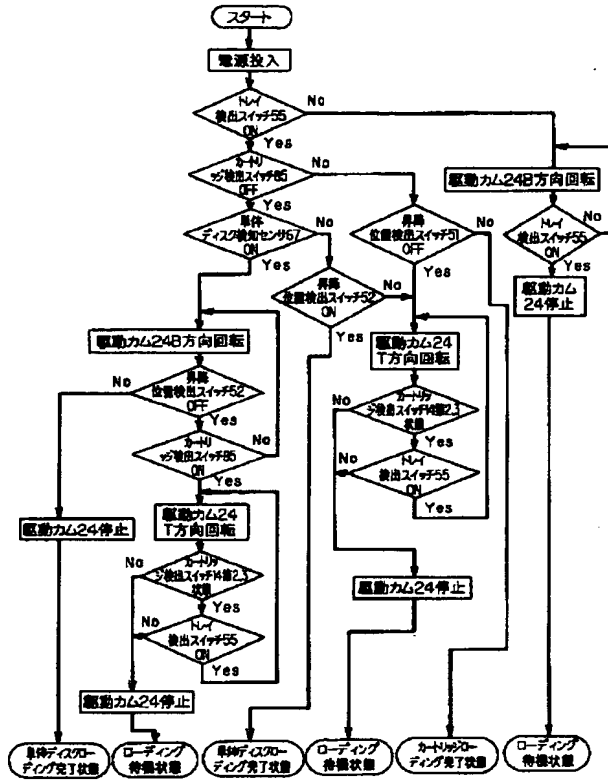 スタート
電源投入
トレイ
検出スイッチ55
ON
No
Yes
カートリ
ッジ検出スイッチ85
OFF
No
Yes
駆動カム24B方向回転
単体
ディスク検知センサ67
ON
No
Yes
昇降
位置検出スイッチ51
OFF
No
Yes
トレイ
検出スイッチ55
ON
No
Yes
昇降
位置検出スイッチ52
ON
No
Yes
駆動カム
24停止
駆動カム24B方向回転
駆動カム24
T方向回転
昇降
位置検出スイッチ52
OFF
No
Yes
カートリッ
ジ検出スイッチ14第2,3
状態
No
Yes
カートリ
ッジ検出スイッチ85
ON
No
Yes
トレイ
検出スイッチ55
ON
No
Yes
駆動カム24停止
駆動カム24
T方向回転
カートリッ
ジ検出スイッチ14第2,3
状態
No
Yes
駆動カム24停止
トレイ
検出スイッチ55
ON
No
Yes
駆動カム24停止
単体ディスクロー
ディング完了状態
ローディング
待機状態
単体ディスクロー
ディング完了状態
ローディング
待機状態
カートリッジロー
ディング完了状態
ローディング
待機状態